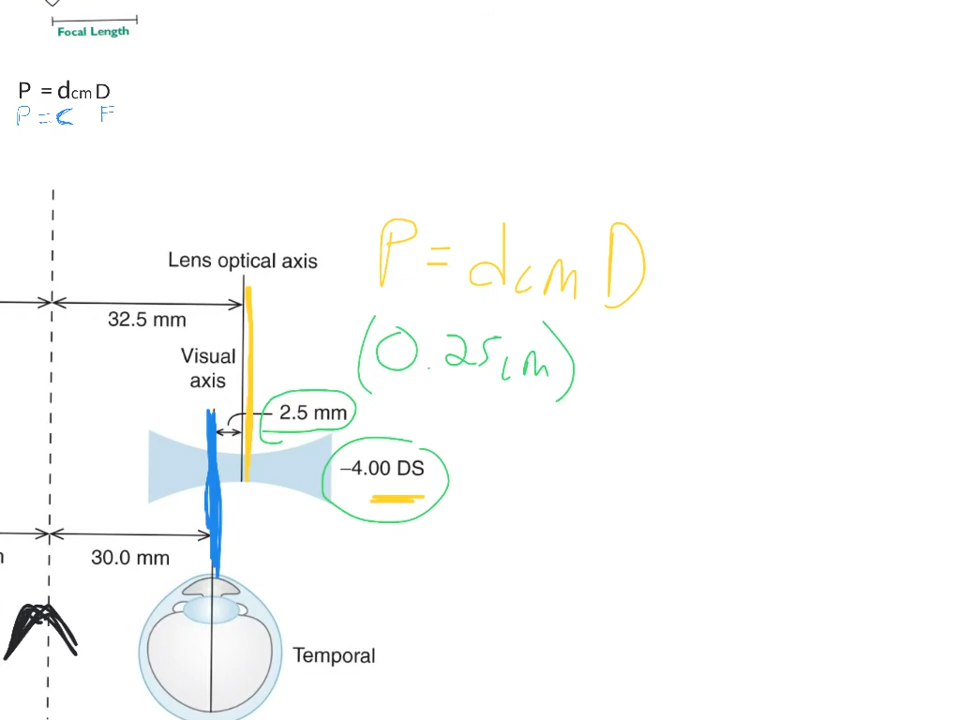 Focal Length
P = dcm D
P = C F
Lens optical axis
P = dcm D
32.5 mm
(0.25cm)
Visual
axis
2.5 mm
–4.00 DS
30.0 mm
Temporal